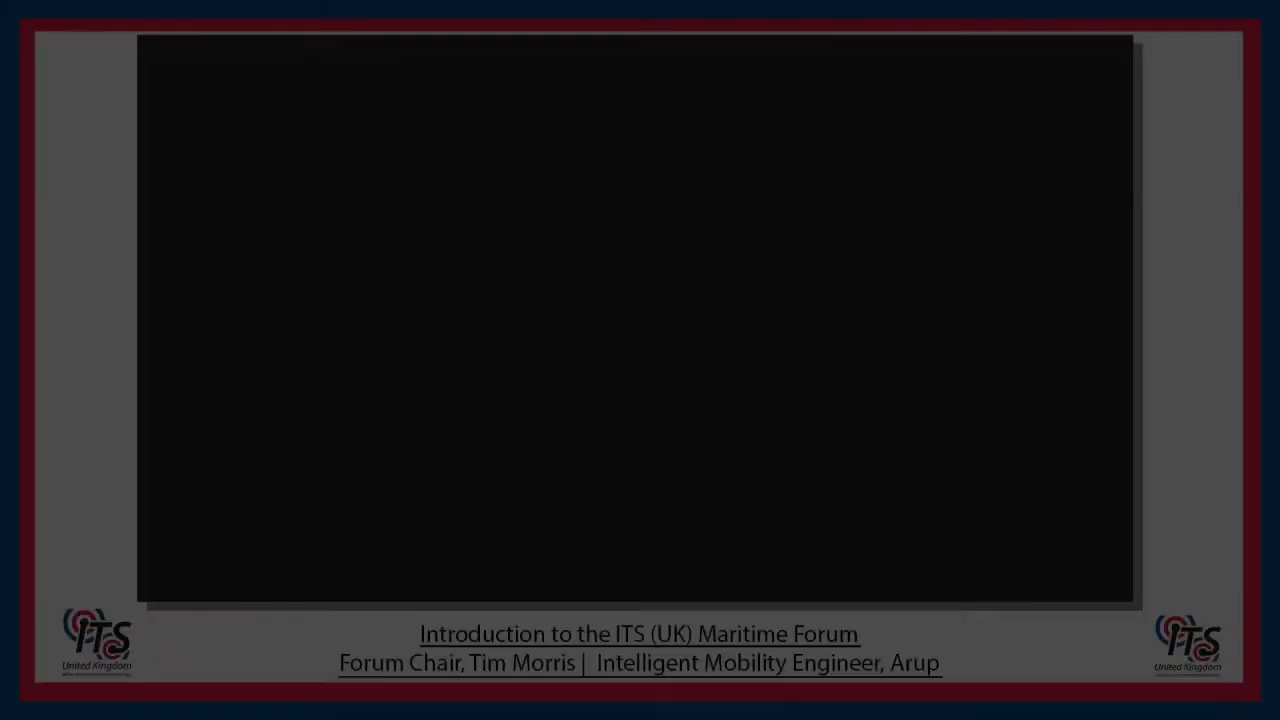 Introduction to the ITS (UK) Maritime Forum
Forum Chair, Tim Morris | Intelligent Mobility Engineer, Arup
ITS
United Kingdom
ITS
United Kingdom